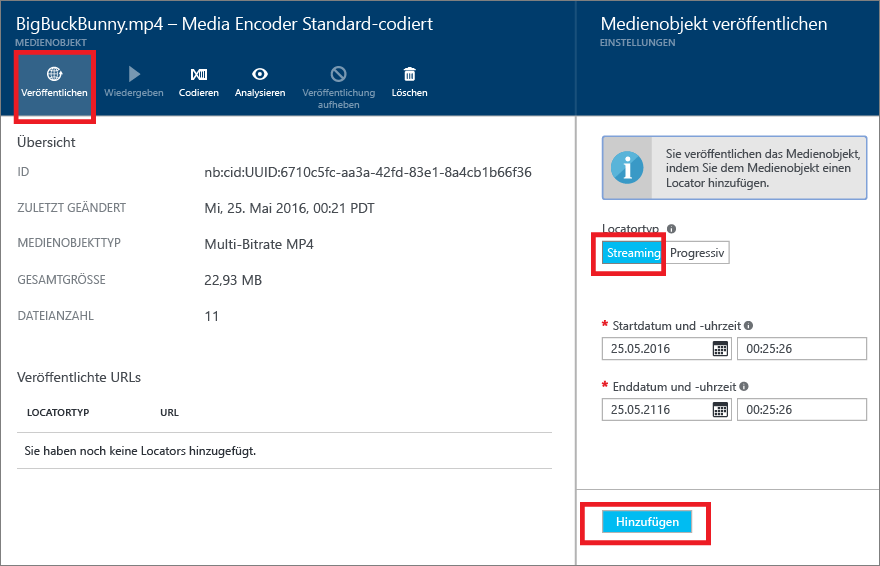 BigBuckBunny.mp4 – Media Encoder Standard-codiert
MEDIENOBJEKT
Veröffentlichen
Wiedergeben
Codieren
Analysieren
Veröffentlichung
aufheben
Löschen
Übersicht
ID
nb:cid:UUID:6710c5fc-aa3a-42fd-83e1-8a4cb1b66f36
ZULETZT GEÄNDERT
Mi, 25. Mai 2016, 00:21 PDT
MEDIENOBJEKTTYP
Multi-Bitrate MP4
GESAMTGRÖSSE
22,93 MB
DATEIANZAHL
11
Veröffentlichte URLs
LOCATORTYP
URL
Sie haben noch keine Locators hinzugefügt.
Medienobjekt veröffentlichen
EINSTELLUNGEN
Sie veröffentlichen das Medienobjekt,
indem Sie dem Medienobjekt einen
Locator hinzufügen.
Locatortyp
Streaming
Progressiv
* Startdatum und -uhrzeit
25.05.2016
00:25:26
* Enddatum und -uhrzeit
25.05.2116
00:25:26
Hinzufügen